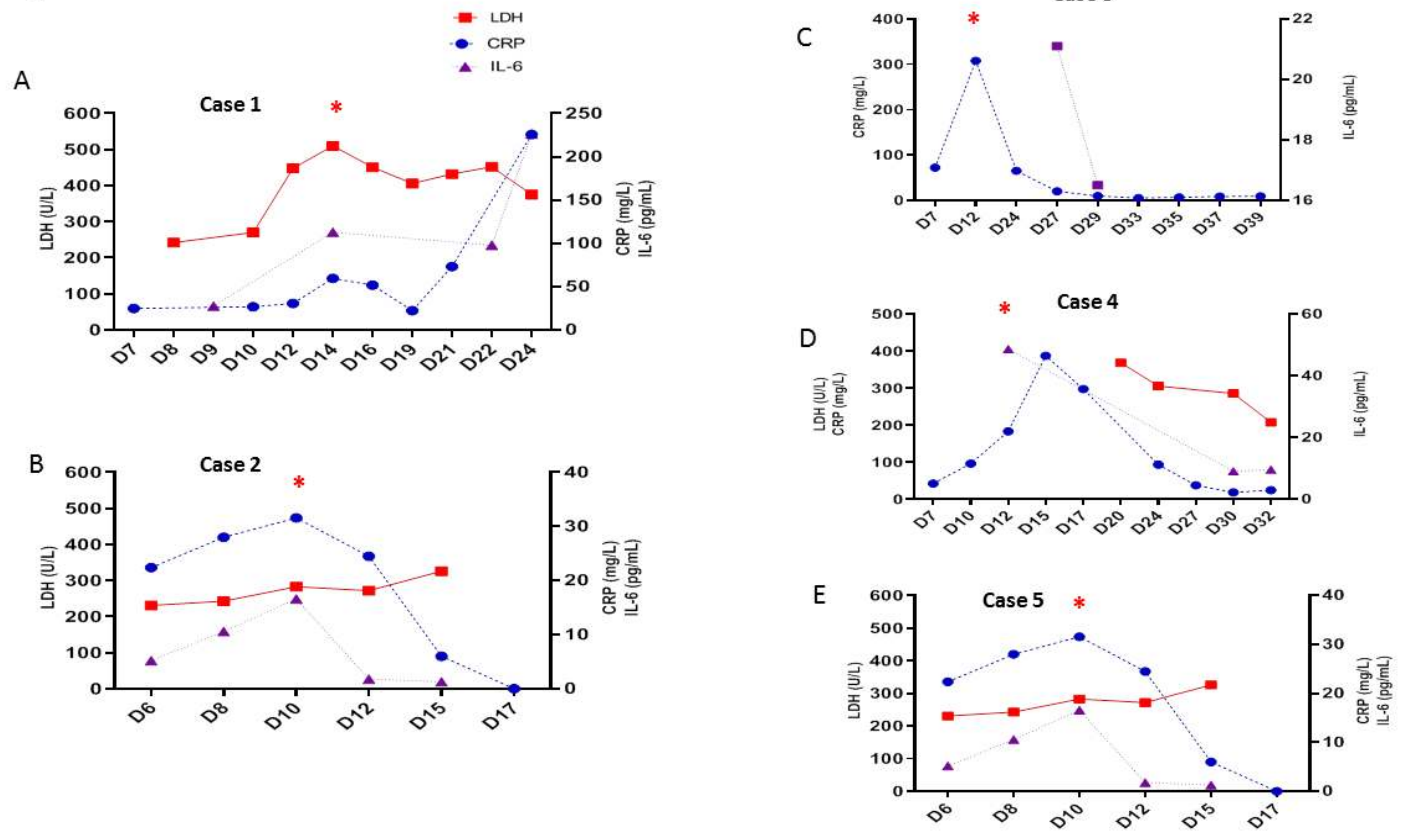 LDH
CRP
IL-6
A
Case 1
*
600
500
400
300
200
100
0
LDH (U/L)
250
200
150
100
50
0
CRP (mg/L)
IL-6 (pg/mL)
D7 D8 D9 D10 D12 D14 D16 D19 D21 D22 D24
B
Case 2
*
600
500
400
300
200
100
0
LDH (U/L)
40
30
20
10
0
CRP (mg/L)
IL-6 (pg/mL)
D6 D8 D10 D12 D15 D17
C
*
400
300
200
100
0
CRP (mg/L)
22
20
18
16
IL-6 (pg/mL)
D7 D12 D24 D27 D29 D33 D35 D37 D39
D
Case 4
*
500
400
300
200
100
0
LDH (U/L)
CRP (mg/L)
60
40
20
0
IL-6 (pg/mL)
D7 D10 D12 D15 D17 D20 D24 D27 D30 D32
E
Case 5
*
600
500
400
300
200
100
0
LDH (U/L)
40
30
20
10
0
CRP (mg/L)
IL-6 (pg/mL)
D6 D8 D10 D12 D15 D17